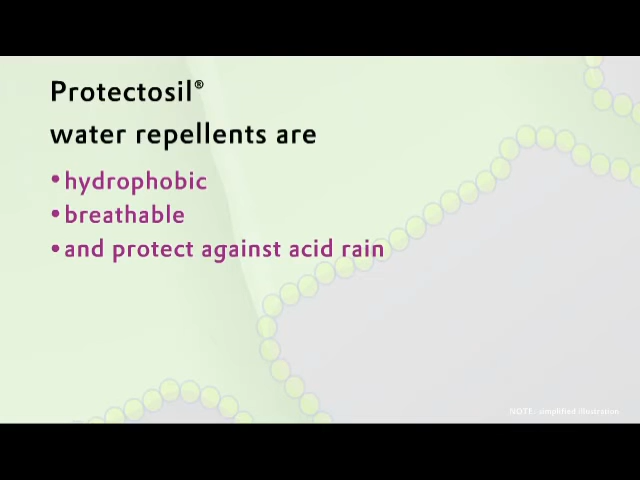 Protectosil®
water repellents are
•hydrophobic
•breathable
•and protect against acid rain
NOTE: simplified illustration